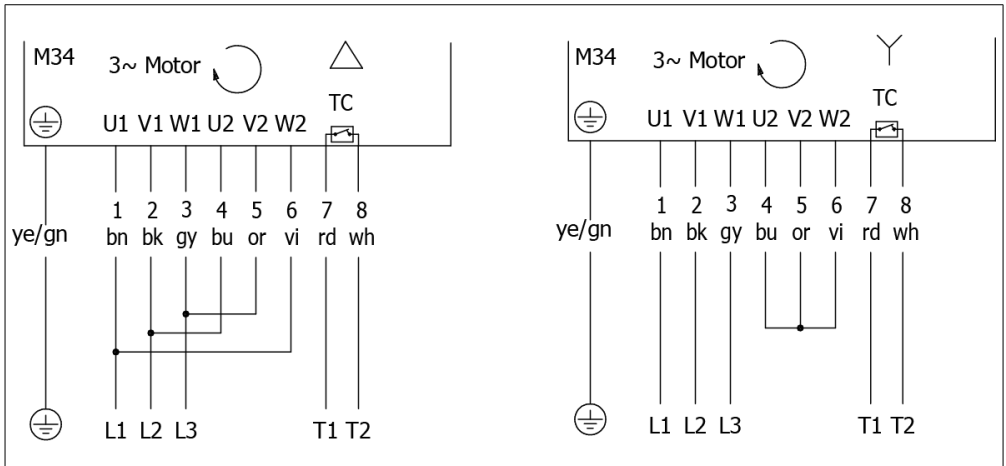 M34 3~ Motor
TC
U1 V1 W1 U2 V2 W2
1 2 3 4 5 6 7 8
ye/gn bn bk gy bu or vi rd wh
L1 L2 L3 T1 T2
M34 3~ Motor
TC
U1 V1 W1 U2 V2 W2
1 2 3 4 5 6 7 8
ye/gn bn bk gy bu or vi rd wh
L1 L2 L3 T1 T2